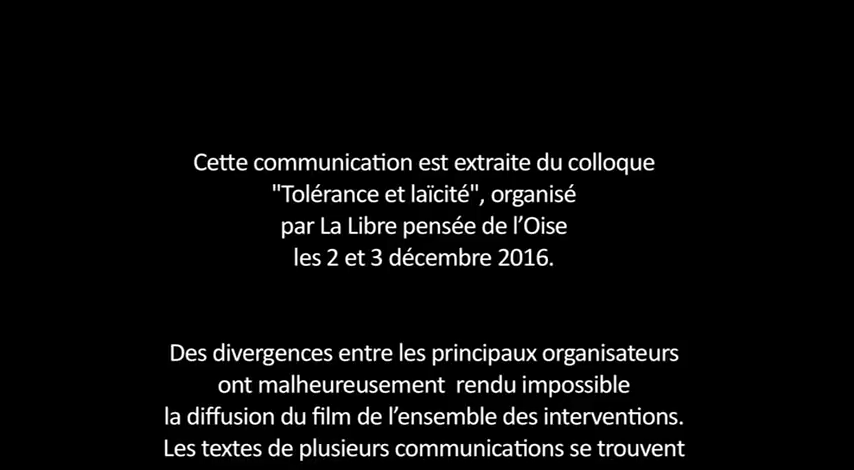 Cette communication est extraite du colloque
"Tolérance et laïcité", organisé
par La Libre pensée de l’Oise
les 2 et 3 décembre 2016.
Des divergences entre les principaux organisateurs
ont malheureusement  rendu impossible
la diffusion du film de l’ensemble des interventions.
Les textes de plusieurs communications se trouvent